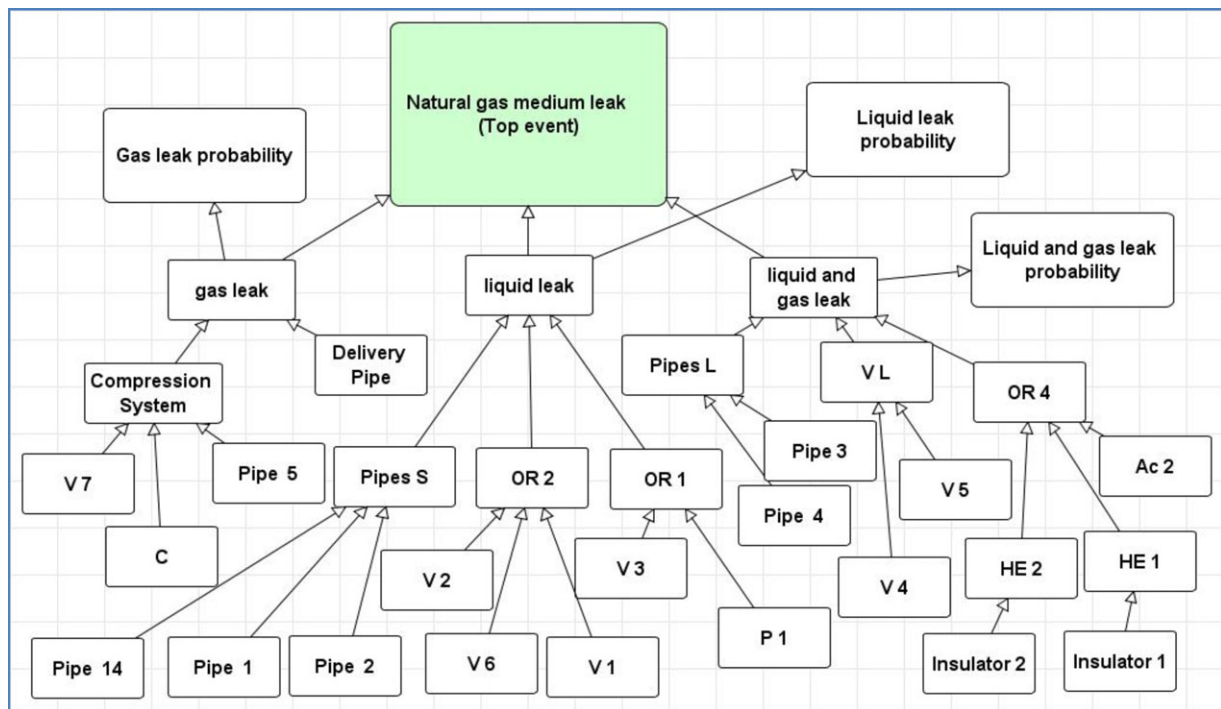 Natural gas medium leak
(Top event)
Liquid leak
probability
Gas leak probability
Liquid and gas leak
probability
gas leak
liquid leak
liquid and
gas leak
Delivery
Pipe
Pipes L
V L
OR 4
Compression
System
V 7
Pipe 5
Pipes S
OR 2
OR 1
Pipe 3
V 5
Ac 2
C
V 2
V 3
Pipe 4
V 4
HE 2
HE 1
Pipe 14
Pipe 1
Pipe 2
V 6
V 1
P 1
Insulator 2
Insulator 1